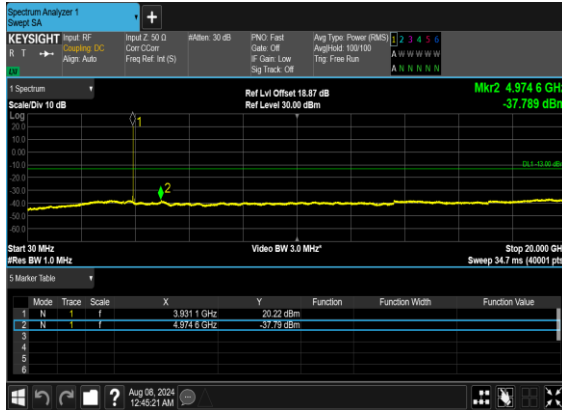 Spectrum Analyzer 1
Swept SA
+
KEYSIGHT Input: RF Input Z: 50 Ω #Atten: 30 dB PNO: Fast Avg Type: Power (RMS) 1 2 3 4 5 6
R T Coupling: DC Corr CCorr Gate: Off Avg|Hold: 100/100 A W W W W W
Align: Auto Freq Ref: Int (S) IF Gain: Low Trig: Free Run
Sig Track: Off A N N N N N
1 Spectrum Ref Lvl Offset 18.87 dB Mkr2 4.974 6 GHz
Scale/Div 10 dB Ref Level 30.00 dBm -37.789 dBm
Log
20.0
10.0
0.00
-10.0
-20.0
-30.0
-40.0
-50.0
-60.0
1
DL1 -13.00 dBm
2
Start 30 MHz Video BW 3.0 MHz* Stop 20.000 GH
#Res BW 1.0 MHz Sweep 34.7 ms (40001 pts
5 Marker Table
Mode Trace Scale X Y Function Function Width Function Value
1 N 1 f 3.931 1 GHz 20.22 dBm
2 N 1 f 4.974 6 GHz -37.79 dBm
3
4
5
6
? Aug 08, 2024
12:45:21 AM